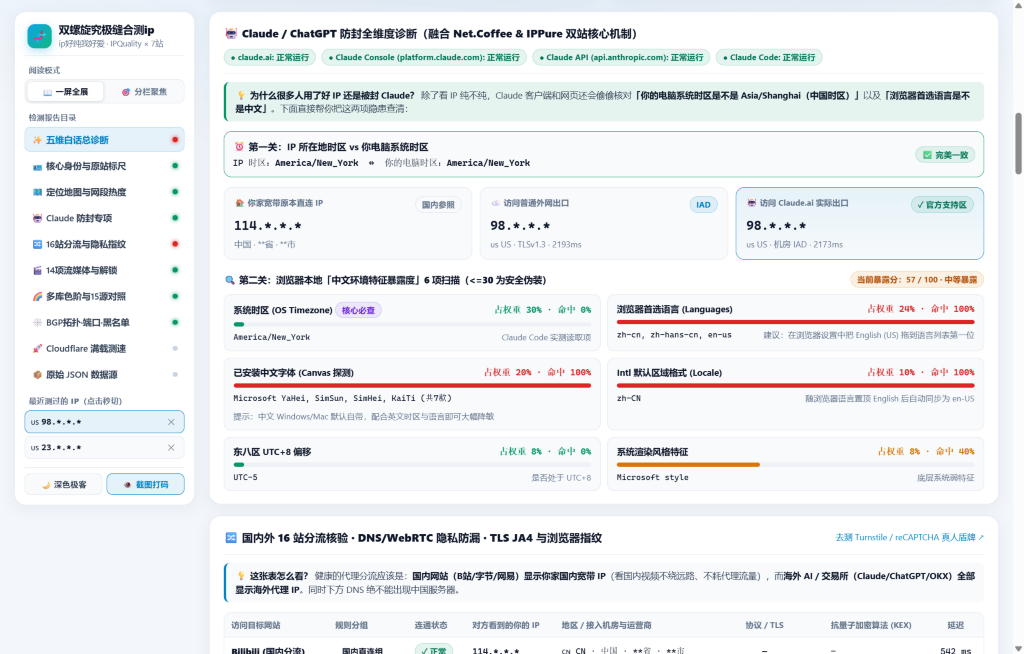 双螺旋究极缝合测ip
ip好纯我好爱 · IPQuality × 7站
阅读模式
一屏全展
分栏聚焦
检测报告目录
五维白话总诊断
核心身份与原站标尺
定位地图与网段热度
Claude 防封专项
16站分流与隐私指纹
14项流媒体与解锁
多库色阶与15源对照
BGP拓扑·端口·黑名单
Cloudflare 满载测速
原始 JSON 数据源
最近测过的 IP（点击秒切）
US 98.*.*.* ×
US 23.*.*.* ×
深色极客
截图打码
Claude / ChatGPT 防封全维度诊断（融合 Net.Coffee & IPPure 双站核心机制）
• claude.ai: 正常运行
• Claude Console (platform.claude.com): 正常运行
• Claude API (api.anthropic.com): 正常运行
• Claude Code: 正常运行
为什么很多人用了好 IP 还是被封 Claude？ 除了看 IP 纯不纯，Claude 客户端和网页还会偷偷核对「你的电脑系统时区是不是 Asia/Shanghai（中国时区）」以及「浏览器首选语言是不
是中文」。下面直接帮你把这两项隐患查清：
第一关：IP 所在地时区 vs 你电脑系统时区
IP 时区：America/New_York ⇔ 你的电脑时区：America/New_York
完美一致
你家宽带原本直连 IP
国内参照
114.*.*.*
中国 · **省 · **市
访问普通外网出口
IAD
98.*.*.*
us US · TLSv1.3 · 2193ms
访问 Claude.ai 实际出口
✓ 官方支持区
98.*.*.*
us US · 机房 IAD · 2173ms
第二关：浏览器本地「中文环境特征暴露度」6 项扫描（<=30 为安全伪装）
当前暴露分：57 / 100 · 中等暴露
系统时区 (OS Timezone) 核心必查
占权重 30% · 命中 0%
America/New_York
Claude Code 实测读取项
浏览器首选语言 (Languages)
占权重 24% · 命中 100%
zh-cn, zh-hans-cn, en-us
建议：在浏览器设置中把 English (US) 拖到语言列表第一位
已安装中文字体 (Canvas 探测)
占权重 20% · 命中 100%
Microsoft YaHei, SimSun, SimHei, KaiTi (共7款)
提示：中文 Windows/Mac 默认自带，配合英文时区与语言即可大幅降敏
Intl 默认区域格式 (Locale)
占权重 10% · 命中 100%
zh-CN
随浏览器语言置顶 English 后自动同步为 en-US
东八区 UTC+8 偏移
占权重 8% · 命中 0%
UTC-5
是否处于 UTC+8
系统渲染风格特征
占权重 8% · 命中 40%
Microsoft style
底层系统弱特征
国内外 16 站分流核验 · DNS/WebRTC 隐私防漏 · TLS JA4 与浏览器指纹
去测 Turnstile / reCAPTCHA 真人盾牌 ↗
这张表怎么看？ 健康的代理分流应该是：国内网站（B站/字节/网易）显示你家国内宽带 IP（看国内视频不绕远路、不耗代理流量），而海外 AI / 交易所（Claude/ChatGPT/OKX）全部
显示海外代理 IP。同时下方 DNS 绝不能出现中国服务器。
访问目标网站 规则分组 连通状态 对方看到的你的 IP 地区 / 接入机房与运营商 协议 / TLS 抗量子加密算法 (KEX) 延迟
Bilibili (国内分流) 国内直连组 ✓ 正常 114.*.*.* CN CN · 中国 · **省 · **市 — — 542 ms